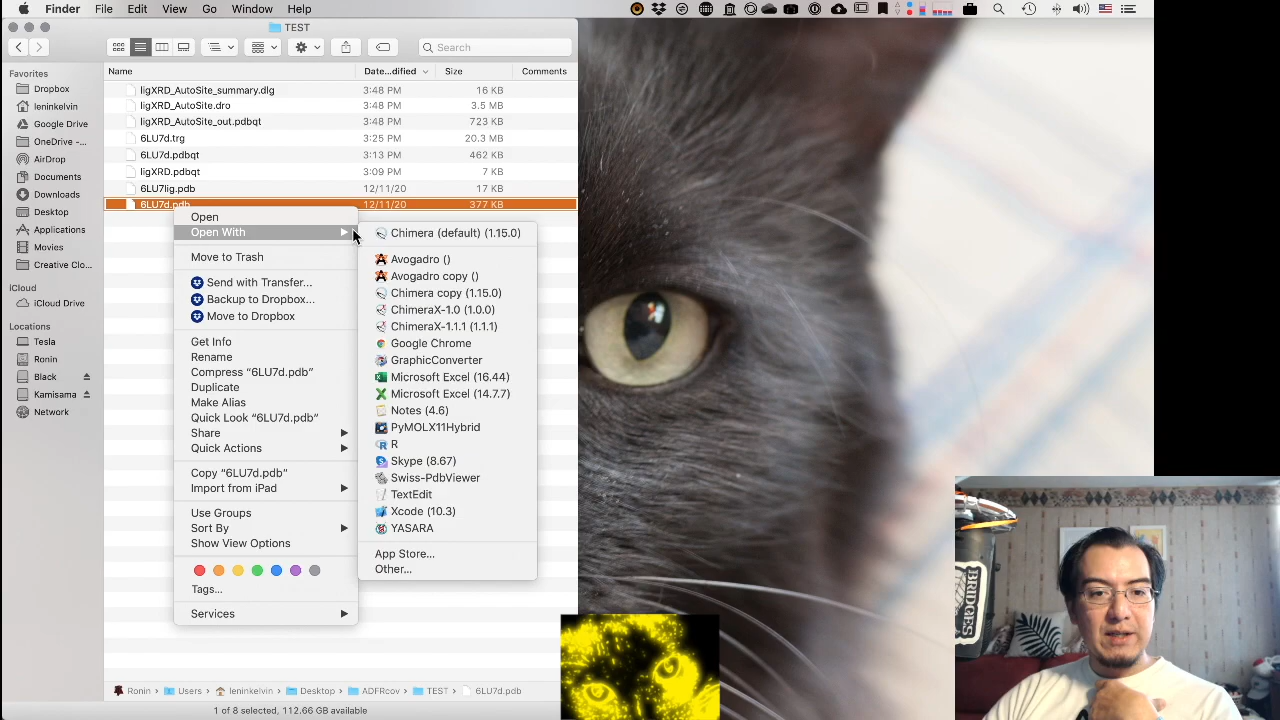 Finder File Edit View Go Window Help
TEST
Search
Favorites
Dropbox
leninkelvin
Google Drive
OneDrive -...
AirDrop
Documents
Downloads
Desktop
Applications
Movies
Creative Clo...
iCloud
iCloud Drive
Locations
Tesla
Ronin
Black
Kamisama
Network
Name Date...dified Size Comments
ligXRD_AutoSite_summary.dlg 3:48 PM 16 KB
ligXRD_AutoSite.dro 3:48 PM 3.5 MB
ligXRD_AutoSite_out.pdbqt 3:48 PM 723 KB
6LU7d.trg 3:25 PM 20.3 MB
6LU7d.pdbqt 3:13 PM 462 KB
ligXRD.pdbqt 3:09 PM 7 KB
6LU7lig.pdb 12/11/20 17 KB
6LU7d.pdb 12/11/20 377 KB
Open
Open With
Move to Trash
Send with Transfer...
Backup to Dropbox...
Move to Dropbox
Get Info
Rename
Compress “6LU7d.pdb”
Duplicate
Make Alias
Quick Look “6LU7d.pdb”
Share
Quick Actions
Copy “6LU7d.pdb”
Import from iPad
Use Groups
Sort By
Show View Options
Tags...
Services
Chimera (default) (1.15.0)
Avogadro ()
Avogadro copy ()
Chimera copy (1.15.0)
ChimeraX-1.0 (1.0.0)
ChimeraX-1.1.1 (1.1.1)
Google Chrome
GraphicConverter
Microsoft Excel (16.44)
Microsoft Excel (14.7.7)
Notes (4.6)
PyMOLX11Hybrid
R
Skype (8.67)
Swiss-PdbViewer
TextEdit
Xcode (10.3)
YASARA
App Store...
Other...
Ronin Users leninkelvin Desktop ADFRcov TEST 6LU7d.pdb
1 of 8 selected, 112.66 GB available
BRIDGES